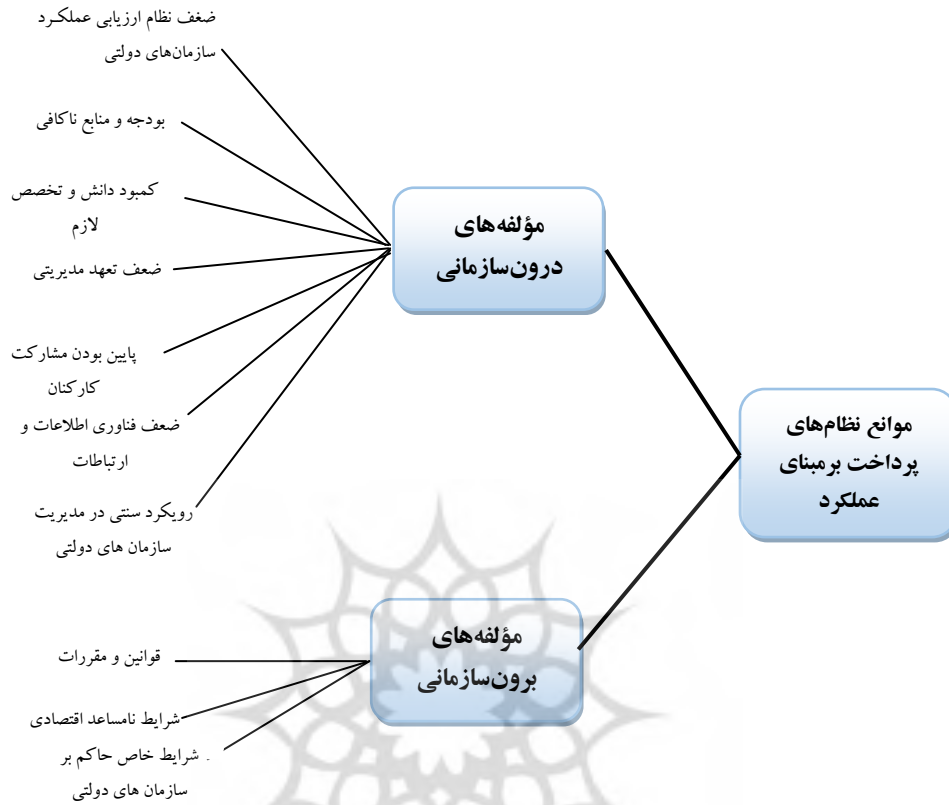 ضغف نظام ارزیابی عملکرد
سازمان‌های دولتی
بودجه و منابع ناکافی
کمبود دانش و تخصص
لازم
ضعف تعهد مدیریتی
پایین بودن مشارکت
کارکنان
ضعف فناوری اطلاعات و
ارتباطات
رویکرد سنتی در مدیریت
سازمان های دولتی
مؤلفه‌های
درون‌سازمانی
موانع نظام‌های
پرداخت برمبنای
عملکرد
مؤلفه‌های
برون‌سازمانی
قوانین و مقررات
شرایط نامساعد اقتصادی
شرایط خاص حاکم بر
سازمان های دولتی